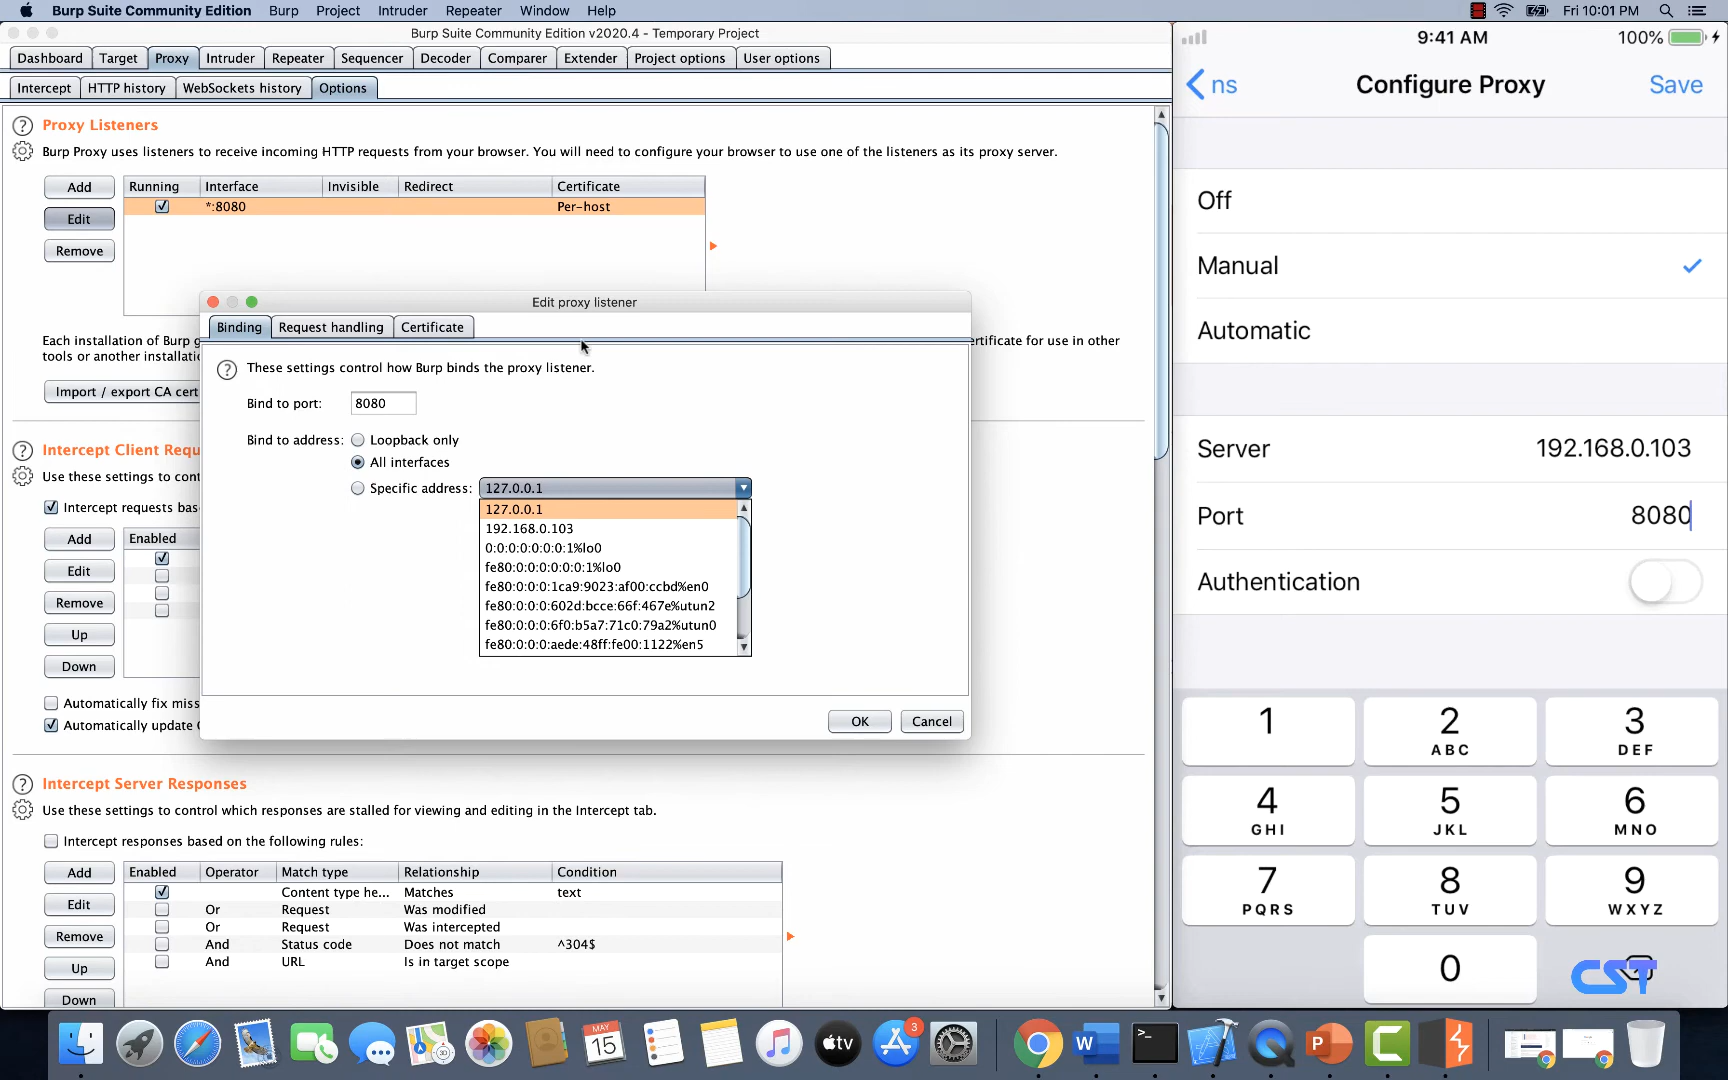 Burp Suite Community Edition Burp Project Intruder Repeater Window Help
Fri 10:01 PM
Burp Suite Community Edition v2020.4 - Temporary Project
Dashboard Target Proxy Intruder Repeater Sequencer Decoder Comparer Extender Project options User options
Intercept HTTP history WebSockets history Options
? Proxy Listeners
Burp Proxy uses listeners to receive incoming HTTP requests from your browser. You will need to configure your browser to use one of the listeners as its proxy server.
Add Running Interface Invisible Redirect Certificate
*:8080 Per-host
Edit
Remove
Each installation of Burp g
ertificate for use in other
tools or another installati
Import / export CA cert
Edit proxy listener
Binding Request handling Certificate
? These settings control how Burp binds the proxy listener.
Bind to port: 8080
Bind to address: Loopback only
All interfaces
Specific address: 127.0.0.1
127.0.0.1
192.168.0.103
0:0:0:0:0:0:0:1%lo0
fe80:0:0:0:0:0:0:1%lo0
fe80:0:0:0:1ca9:9023:af00:ccbd%en0
fe80:0:0:0:602d:bcce:66f:467e%utun2
fe80:0:0:0:6f0:b5a7:71c0:79a2%utun0
fe80:0:0:0:aede:48ff:fe00:1122%en5
OK Cancel
? Intercept Client Requ
Use these settings to cont
Intercept requests bas
Add Enabled
Edit
Remove
Up
Down
Automatically fix miss
Automatically update C
? Intercept Server Responses
Use these settings to control which responses are stalled for viewing and editing in the Intercept tab.
Intercept responses based on the following rules:
Add Enabled Operator Match type Relationship Condition
Content type he... Matches text
Edit Or Request Was modified
Or Request Was intercepted
Remove And Status code Does not match ^304$
Up And URL Is in target scope
Down
9:41 AM 100%
ns Configure Proxy Save
Off
Manual
Automatic
Server 192.168.0.103
Port 8080
Authentication
1 2 3
ABC DEF
4 5 6
GHI JKL MNO
7 8 9
PQRS TUV WXYZ
0
CST
MAY
15
tv
3
W
>_
P
C